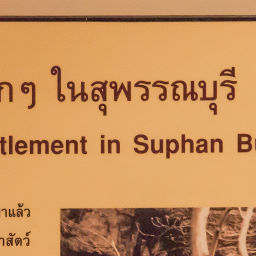 กๆ ในสุพรรณบุรี
tlement in Suphan B
าแล้ว
าสัตว์